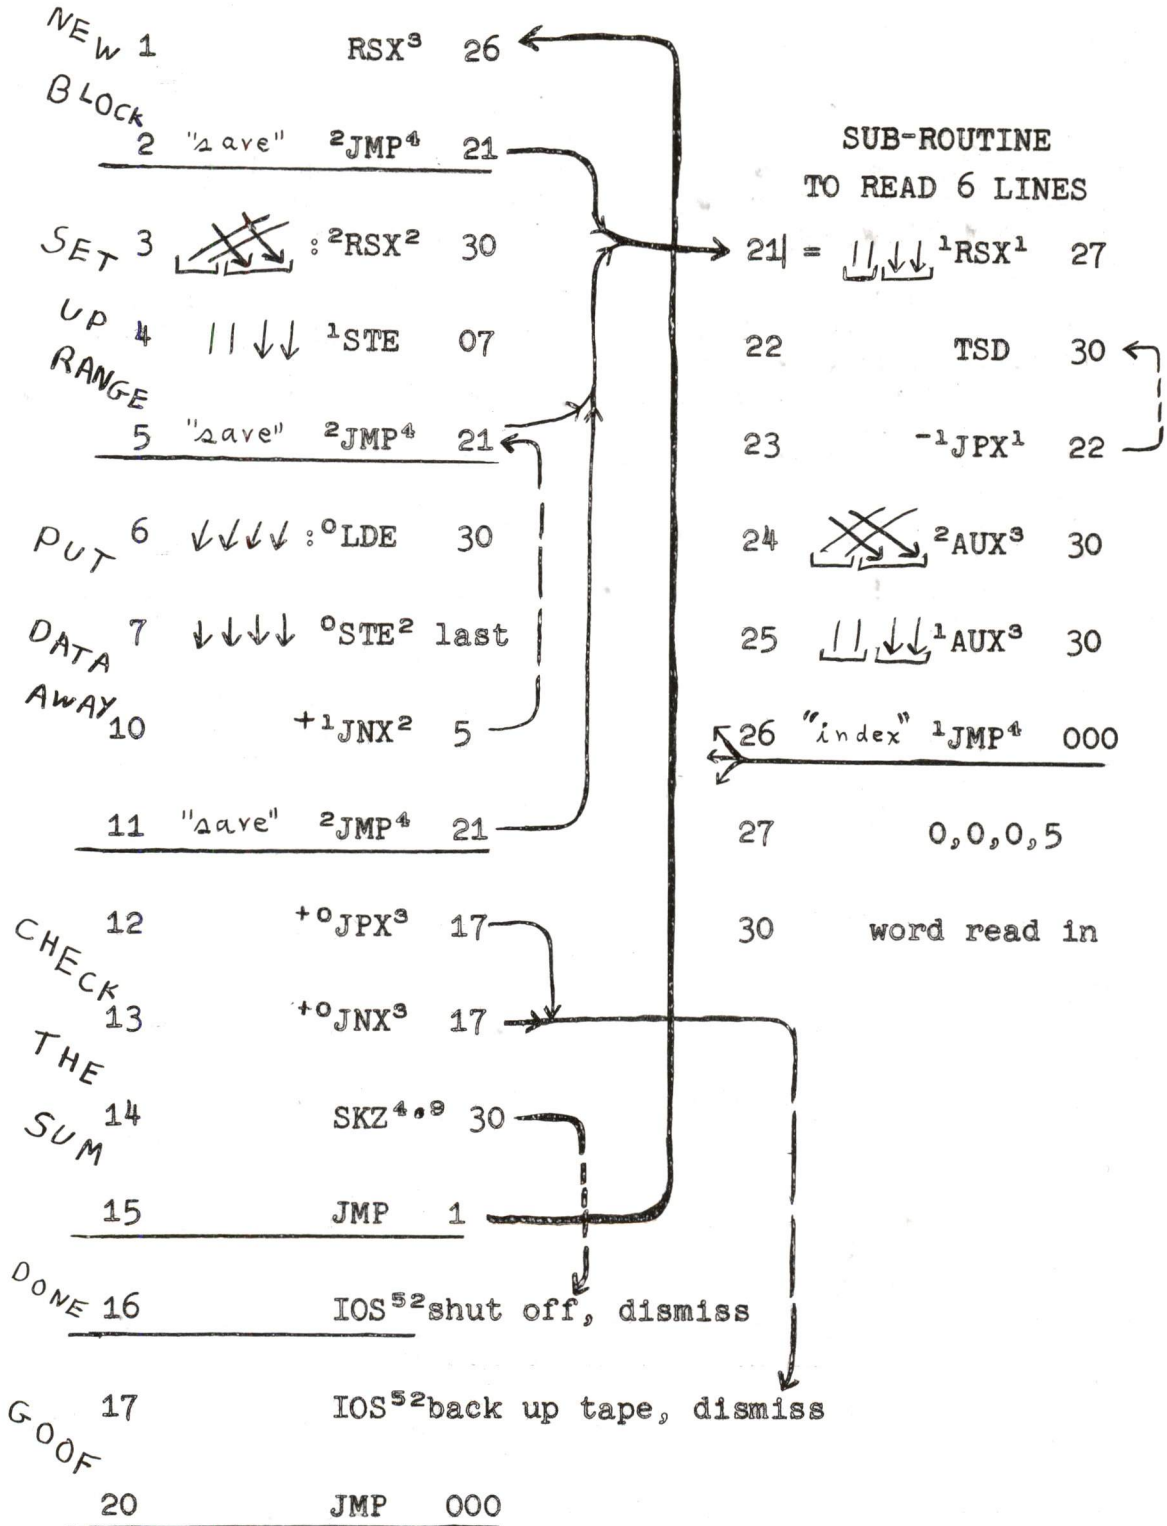 NEW
1 RSX³ 26
BLOCK
2 "save" ²JMP⁴ 21
SUB-ROUTINE
TO READ 6 LINES
SET
3 : ²RSX² 30
21| = ¹RSX¹ 27
UP
4 ¹STE 07
22 TSD 30
RANGE
5 "save" ²JMP⁴ 21
23 ⁻¹JPX¹ 22
PUT
6 : ⁰LDE 30
24 ²AUX³ 30
DATA
7 ⁰STE² last
25 ¹AUX³ 30
AWAY
10 ⁺¹JNX² 5
26 "index" ¹JMP⁴ 000
11 "save" ²JMP⁴ 21
27 0,0,0,5
CHECK
12 ⁺⁰JPX³ 17
30 word read in
13 ⁺⁰JNX³ 17
THE
14 SKZ⁴·⁹ 30
SUM
15 JMP 1
DONE
16 IOS⁵²shut off, dismiss
GOOF
17 IOS⁵²back up tape, dismiss
20 JMP 000